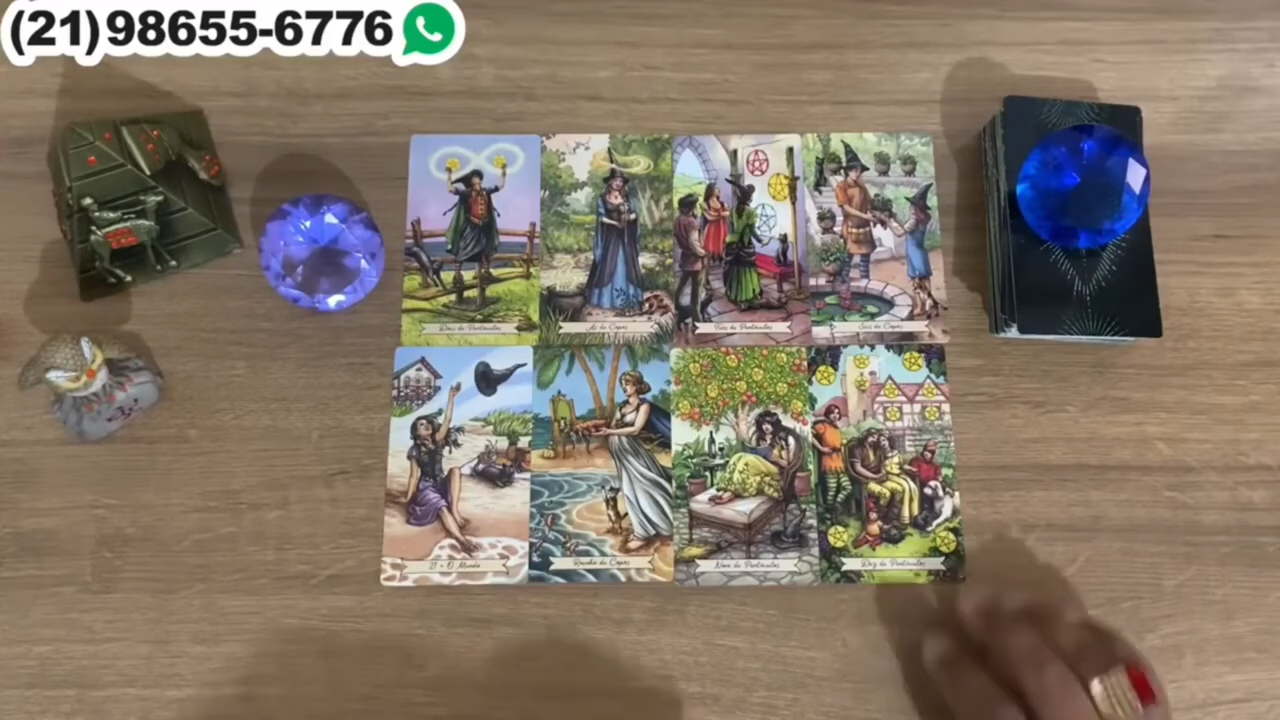 (21)98655-6776
Dois de Pentáculos
Ás de Copas
Três de Pentáculos
Seis de Copas
21 • O Mundo
Rainha de Copas
Nove de Pentáculos
Dez de Pentáculos